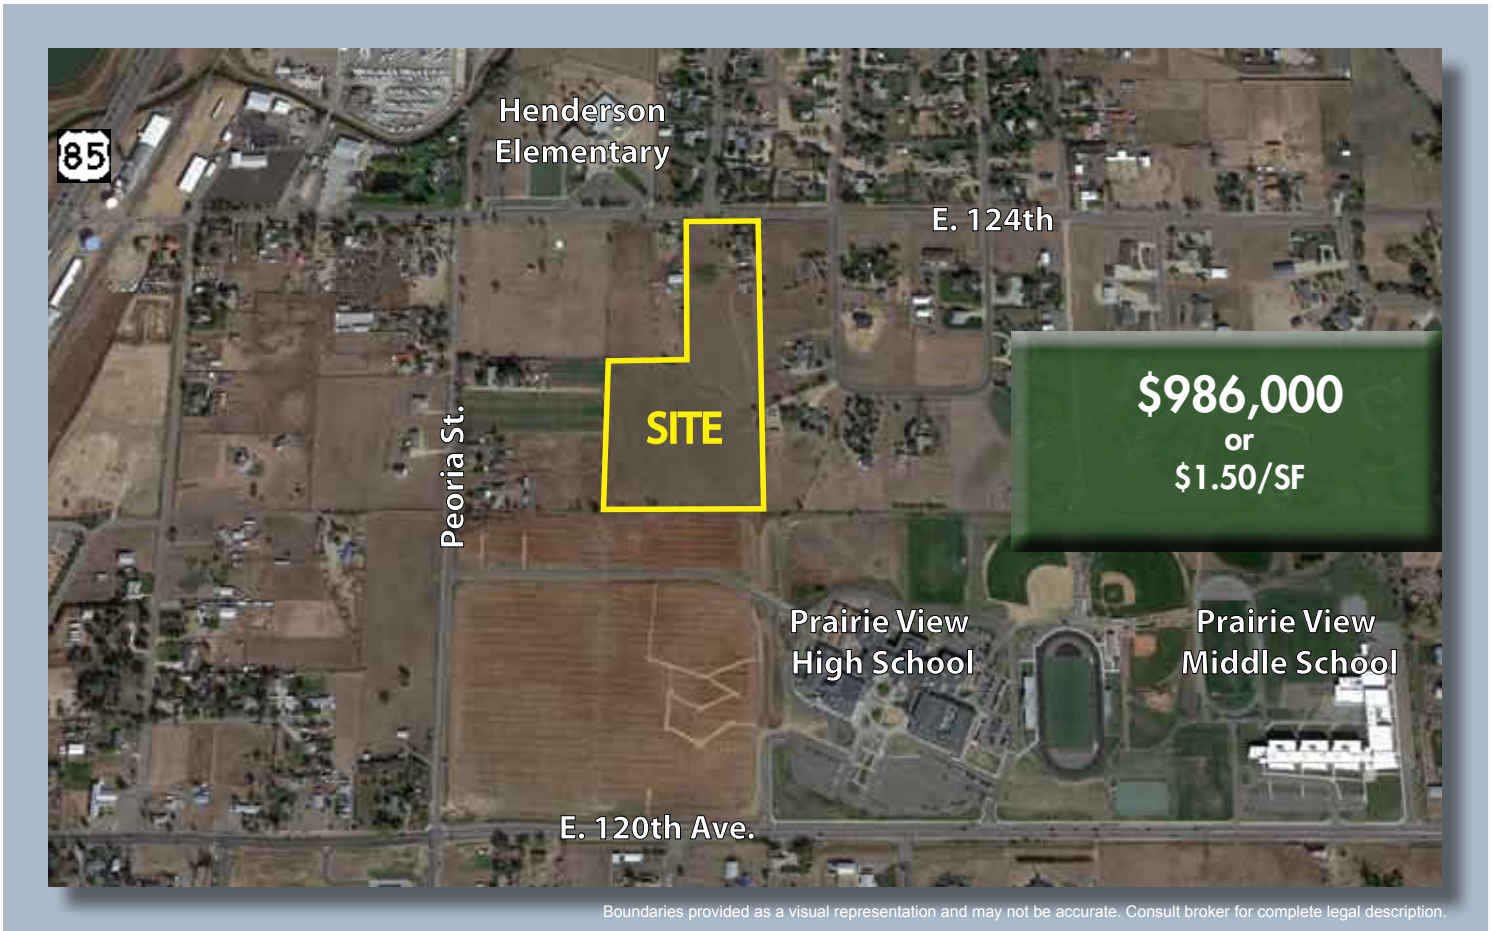 Henderson
Elementary
85
E. 124th
$986,000
or
$1.50/SF
SITE
Peoria St.
Prairie View
High School
Prairie View
Middle School
E. 120th Ave.
Boundaries provided as a visual representation and may not be accurate. Consult broker for complete legal description.